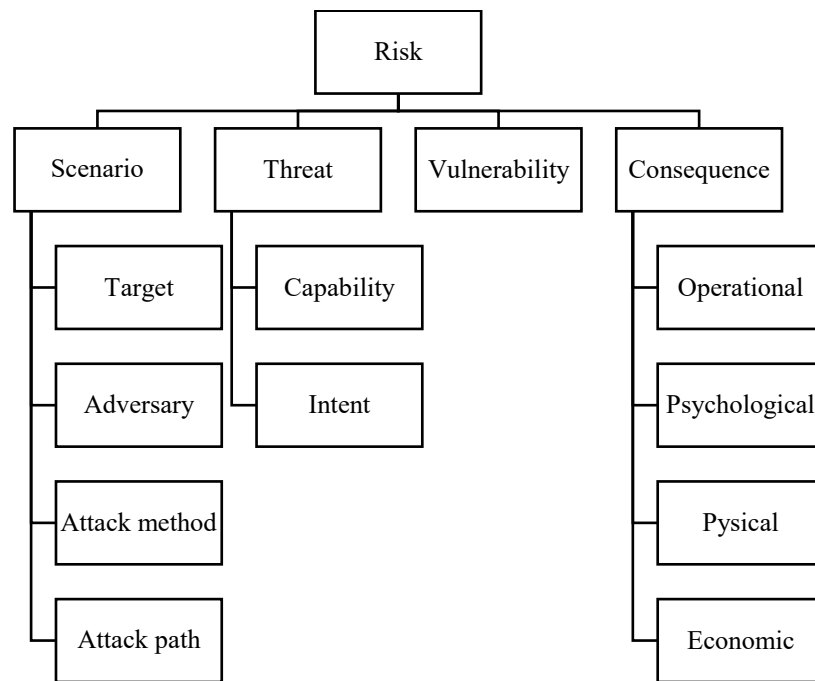 Risk
Scenario
Threat
Vulnerability
Consequence
Target
Capability
Operational
Adversary
Intent
Psychological
Attack method
Pysical
Attack path
Economic